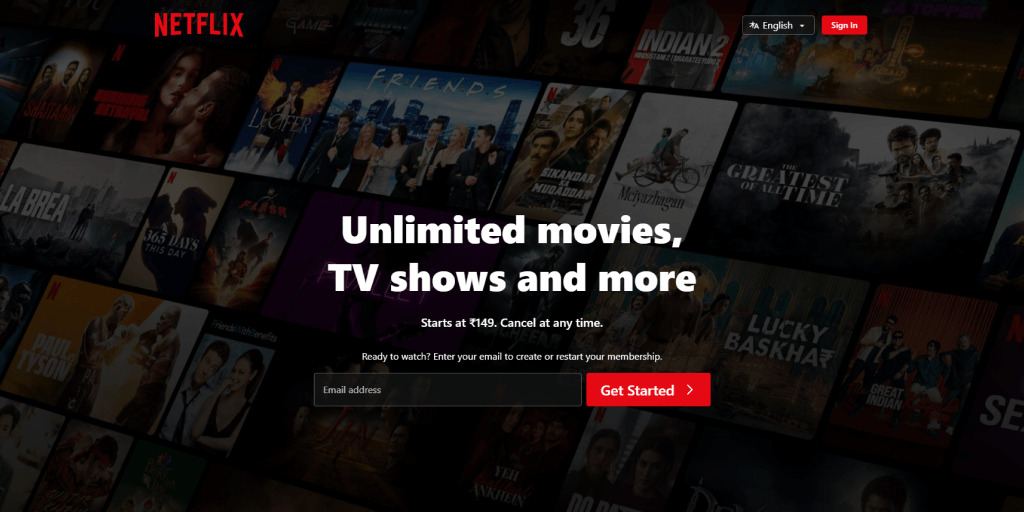 NETFLIX
English
Sign In
GAME
36
INDIAN 2
SHAITAAN
LUCIFER
FRIENDS
SIKANDAR
KA
MUQADDAR
Meiyazhagan
THE
GREATEST
OF ALL
TIME
LA BREA
365 DAYS
THIS DAY
Unlimited movies,
TV shows and more
Starts at ₹149. Cancel at any time.
Ready to watch? Enter your email to create or restart your membership.
Email address
Get Started
PAUL
TYSON
FriendsWithBenefits
LUCKY
BASKHAR
GREAT
INDIAN
YEH
ANKHEIN